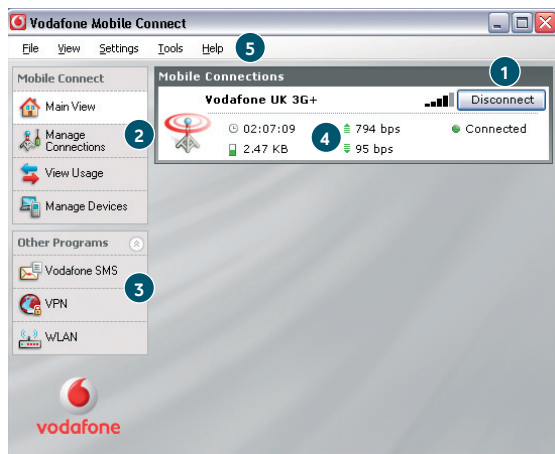 Vodafone Mobile Connect
File View Settings Tools Help 5
Mobile Connect
Main View
Manage Connections
2
View Usage
Manage Devices
Other Programs
Vodafone SMS
3
VPN
WLAN
vodafone
Mobile Connections
1
Vodafone UK 3G+ Disconnect
02:07:09 4 794 bps Connected
2.47 KB 95 bps